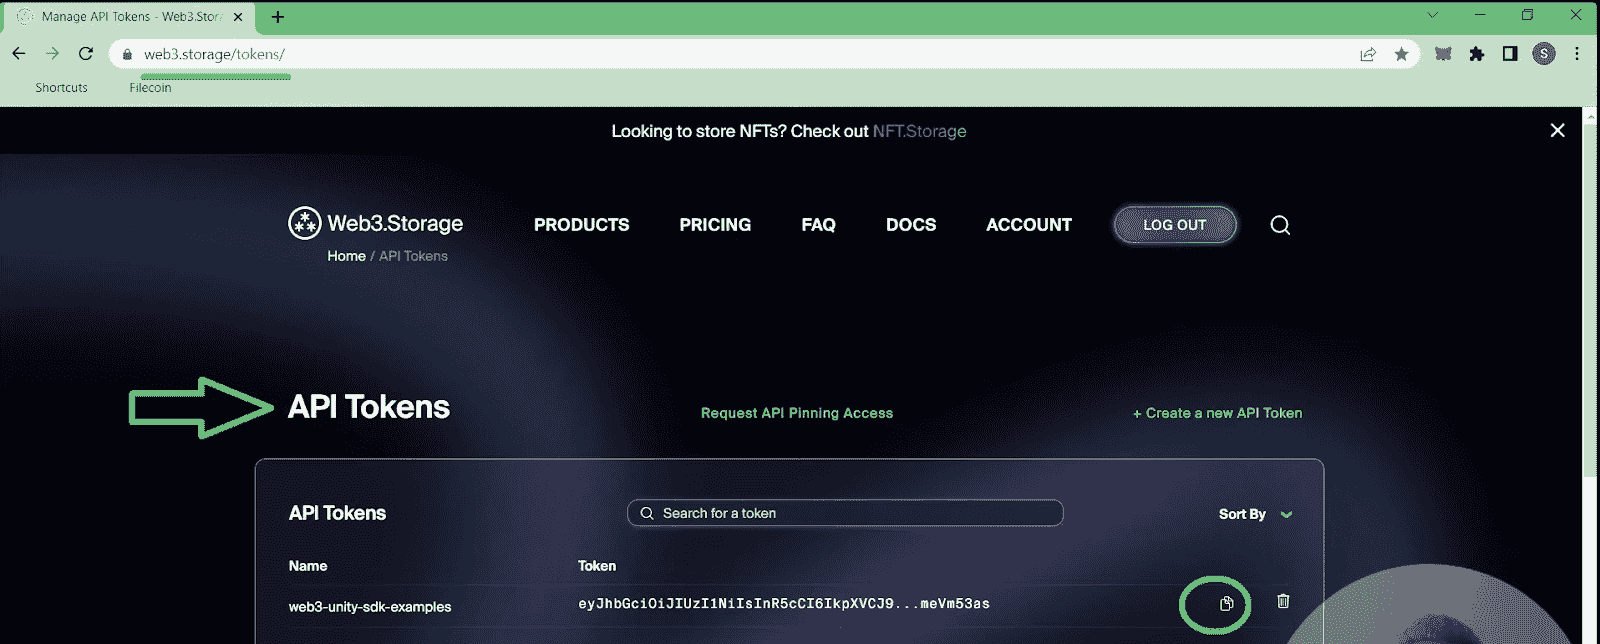 Manage API Tokens - Web3.Stor
web3.storage/tokens/
S
Shortcuts Filecoin
Looking to store NFTs? Check out NFT.Storage
Web3.Storage PRODUCTS PRICING FAQ DOCS ACCOUNT LOG OUT
Home / API Tokens
API Tokens Request API Pinning Access + Create a new API Token
API Tokens Search for a token Sort By
Name Token
web3-unity-sdk-examples eyJhbGciOiJIUzI1NiIsInR5cCI6IkpXVCJ9...meVm53as